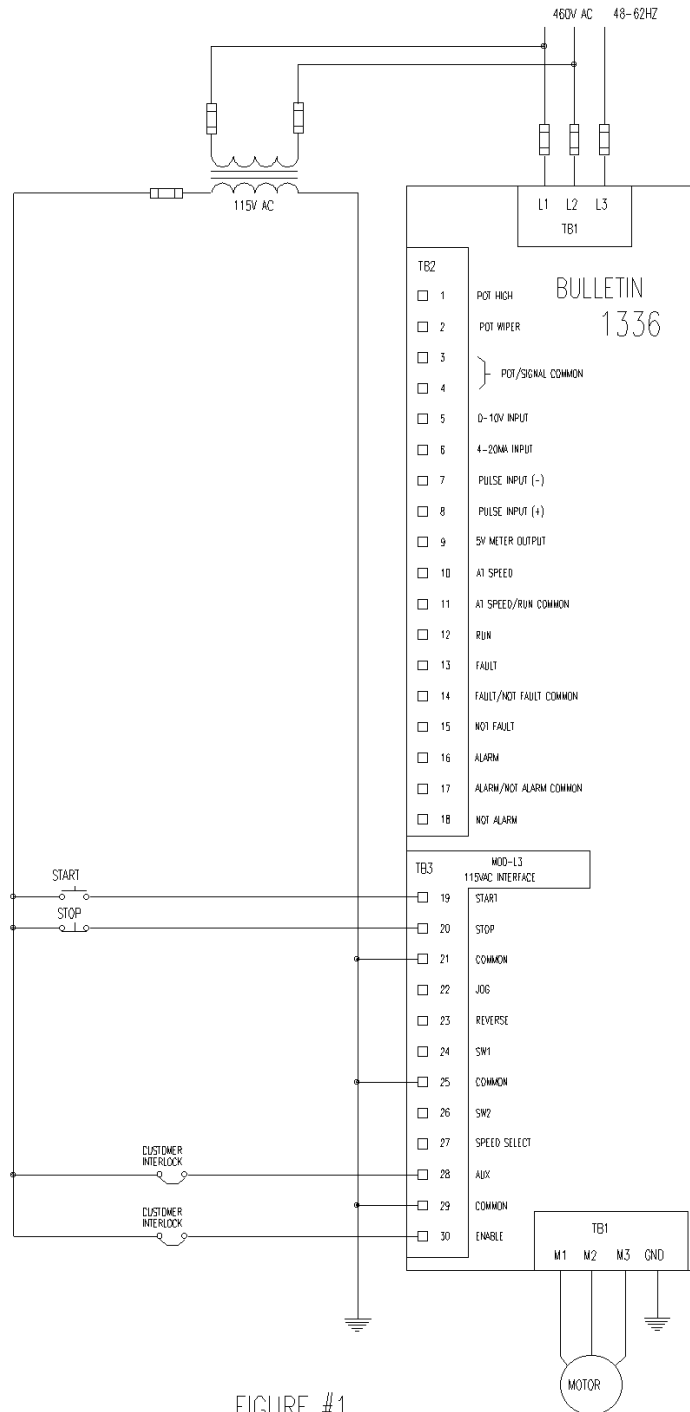 460V AC 48-62HZ
115V AC
L1 L2 L3
TB1
BULLETIN
1336
TB2
1 POT HIGH
2 POT WIPER
3
POT/SIGNAL COMMON
4
5 0-10V INPUT
6 4-20MA INPUT
7 PULSE INPUT (-)
8 PULSE INPUT (+)
9 5V METER OUTPUT
10 AT SPEED
11 AT SPEED/RUN COMMON
12 RUN
13 FAULT
14 FAULT/NOT FAULT COMMON
15 NOT FAULT
16 ALARM
17 ALARM/NOT ALARM COMMON
18 NOT ALARM
TB3
MOD-L3
115VAC INTERFACE
START
19 START
STOP
20 STOP
21 COMMON
22 JOG
23 REVERSE
24 SW1
25 COMMON
26 SW2
27 SPEED SELECT
CUSTOMER
INTERLOCK
28 AUX
29 COMMON
CUSTOMER
INTERLOCK
30 ENABLE
TB1
M1 M2 M3 GND
MOTOR
FIGURE #1